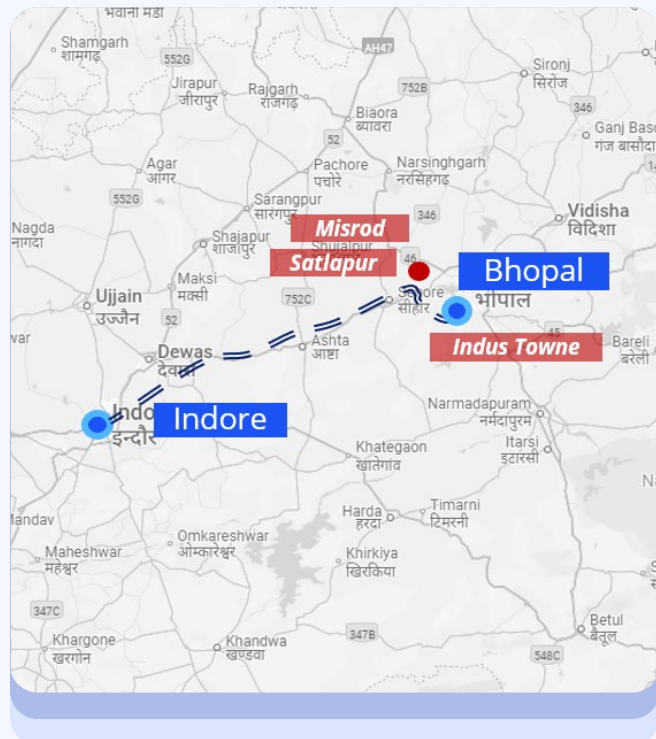 भवानी मंडी
Shamgarh
शामगढ़
552G
AH47
Sironj
सिरोंज
Jirapur
जीरापुर
Rajgarh
राजगढ़
752B
346
Biaora
ब्यावरा
Ganj Baso
गंज बासौदा
52
Agar
आगर
Pachore
पचोरे
Narsinghgarh
नरसिंहगढ़
552G
Sarangpur
सारंगपुर
346
Vidisha
विदिशा
Nagda
नागदा
Misrod
Shajapur
शाजापुर
Shujalpur
Satlapur
46
Bhopal
भोपाल
Maksi
मक्सी
Ujjain
उज्जैन
752C
Sehore
सीहोर
52
45
Ashta
आष्टा
Indus Towne
Bareli
बरेली
Dewas
देवास
Indo
इन्दौर
Indore
Narmadapuram
नर्मदापुरम
Itarsi
इटारसी
Khategaon
खातेगांव
Harda
हरदा
Timarni
टिमरनी
Mandav
Omkareshwar
ओम्कारेश्वर
Maheshwar
महेश्वर
Khirkiya
खिरकिया
347C
Khargone
खरगोन
Khandwa
खण्डवा
347B
Betul
बैतूल
548C